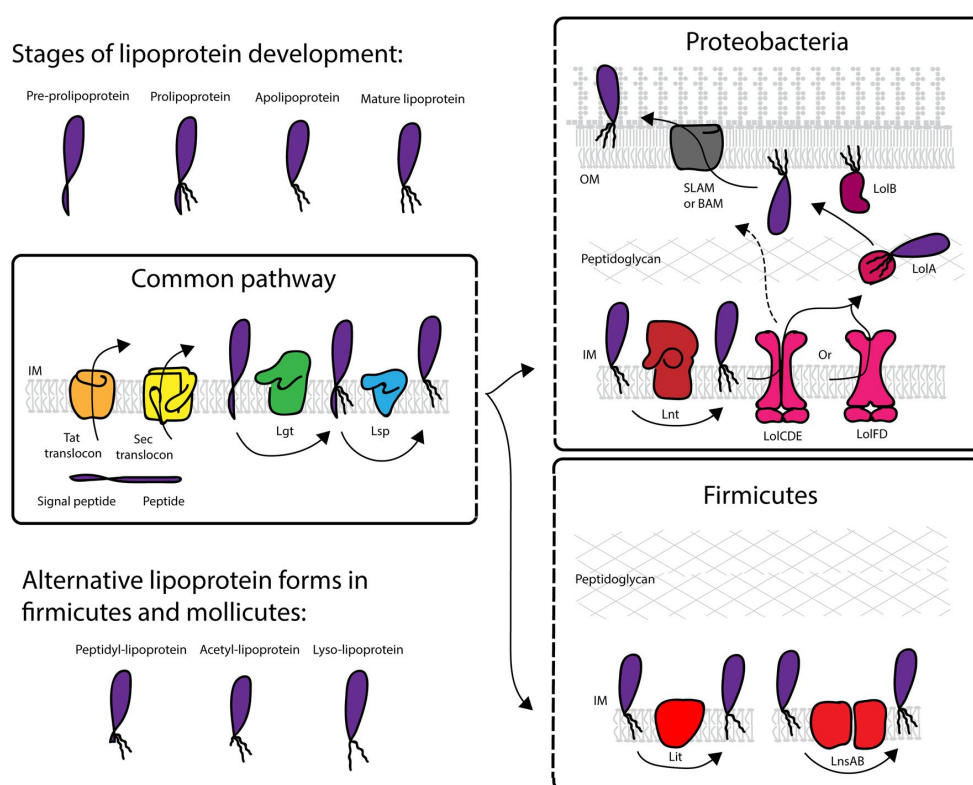 Stages of lipoprotein development:
Pre-prolipoprotein
Prolipoprotein
Apolipoprotein
Mature lipoprotein
Common pathway
IM
Tat
translocon
Sec
translocon
Lgt
Lsp
Signal peptide
Peptide
Alternative lipoprotein forms in
firmicutes and mollicutes:
Peptidyl-lipoprotein
Acetyl-lipoprotein
Lyso-lipoprotein
Proteobacteria
OM
SLAM
or BAM
LolB
Peptidoglycan
LolA
IM
Lnt
Or
LolCDE
LolFD
Firmicutes
Peptidoglycan
IM
Lit
LnsAB